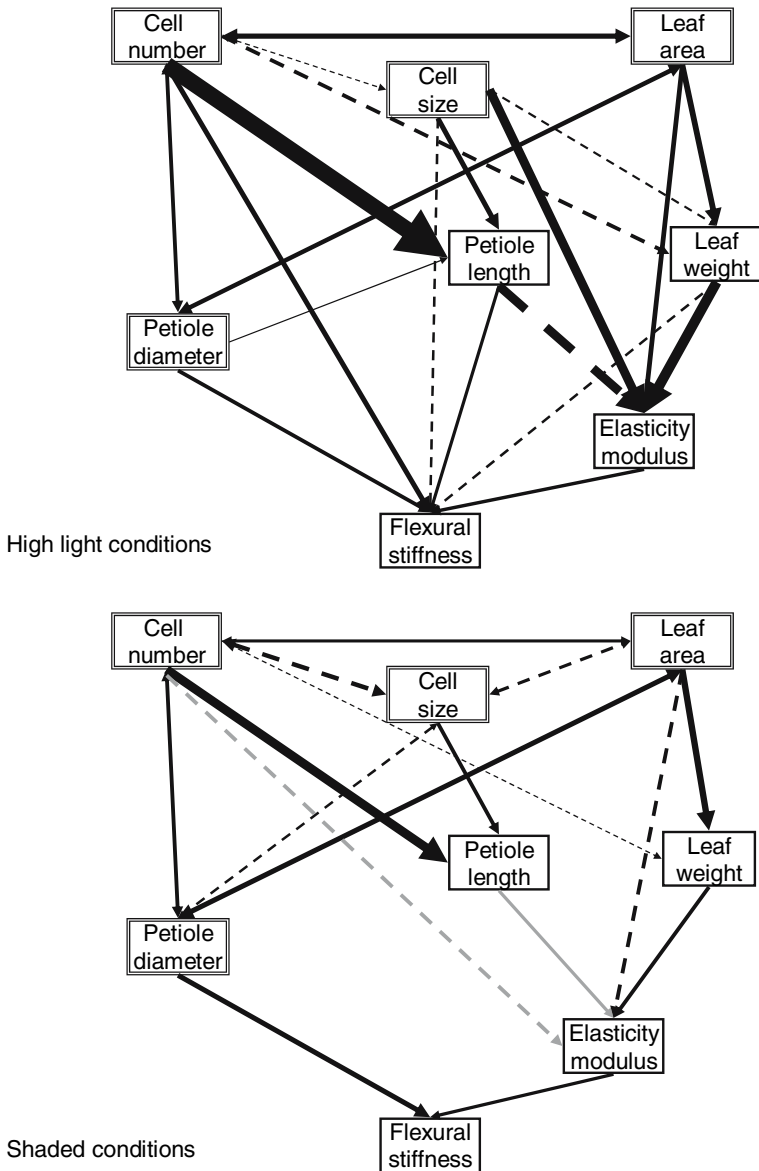 Cell
number
Leaf
area
Cell
size
Petiole
length
Leaf
weight
Petiole
diameter
Elasticity
modulus
Flexural
stiffness
High light conditions
Cell
number
Leaf
area
Cell
size
Petiole
length
Leaf
weight
Petiole
diameter
Elasticity
modulus
Flexural
stiffness
Shaded conditions